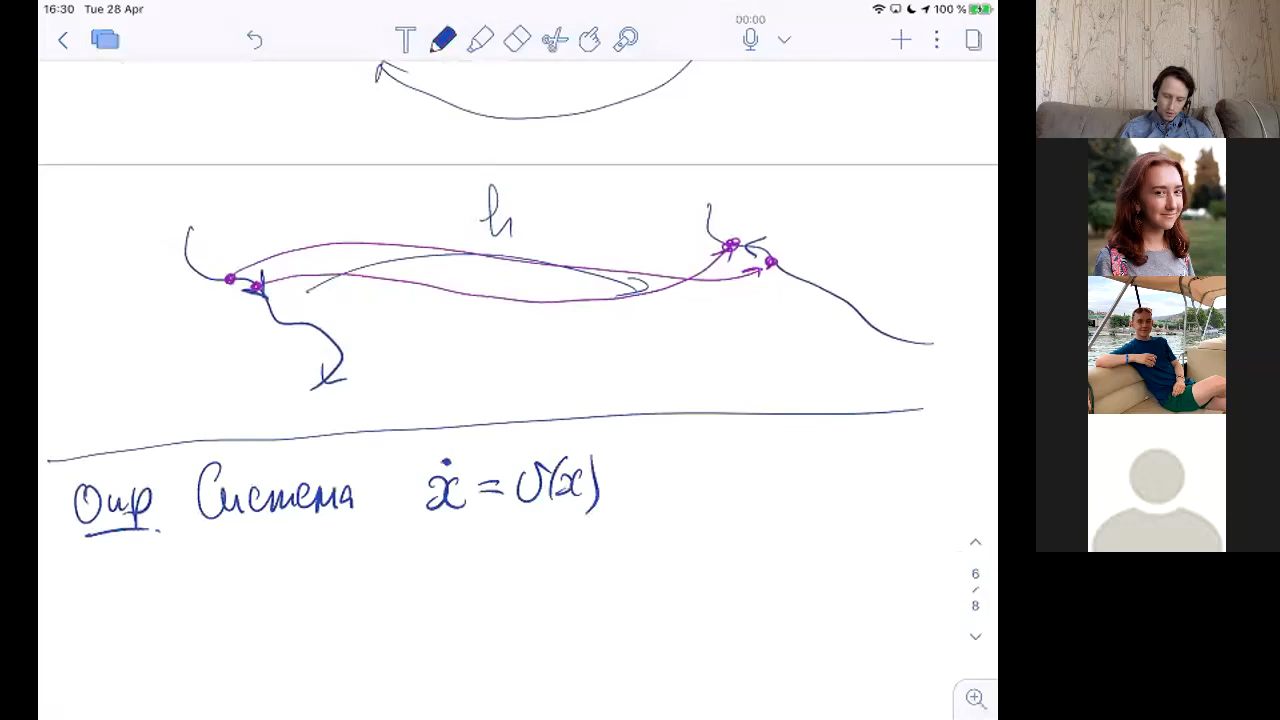 16:30 Tue 28 Apr 100 %
00:00
T
h
Опр. Система ẋ = v(x)
6
/
8